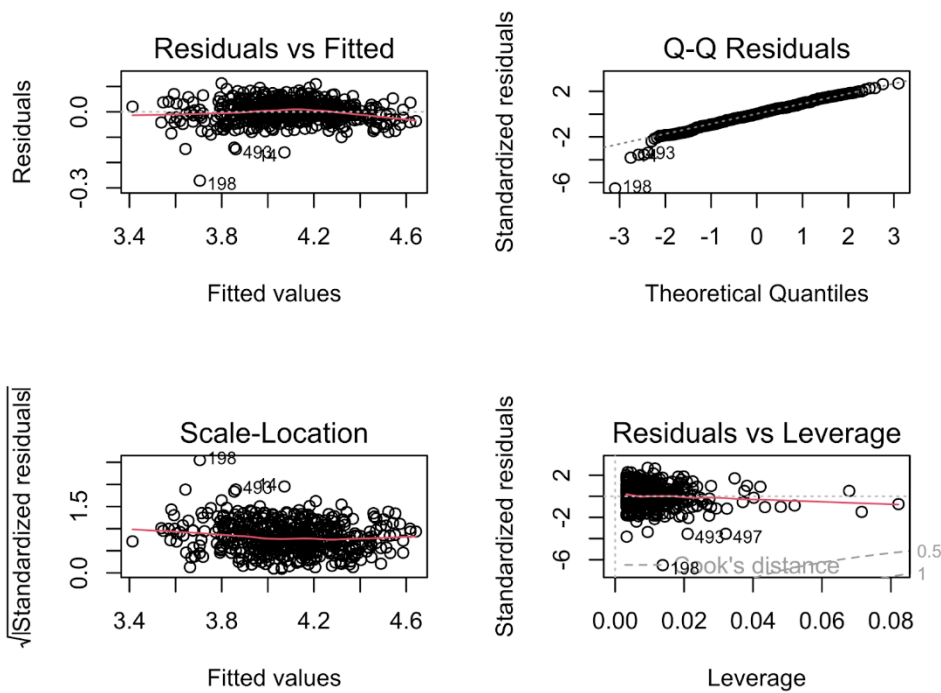 Residuals vs Fitted
Residuals
0.0
-0.3
493
14
198
3.4 3.8 4.2 4.6
Fitted values
Q-Q Residuals
Standardized residuals
2
-2
-6
493
14
198
-3 -2 -1 0 1 2 3
Theoretical Quantiles
Scale-Location
√|Standardized residuals|
1.5
0.0
198
493
14
3.4 3.8 4.2 4.6
Fitted values
Residuals vs Leverage
Standardized residuals
2
-2
-6
493
497
198
Cook's distance
0.5
1
0.00 0.02 0.04 0.06 0.08
Leverage